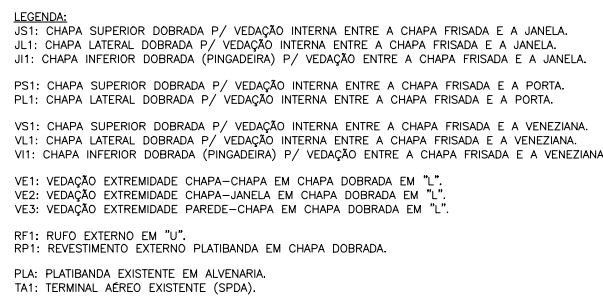 LEGENDA:
JS1: CHAPA SUPERIOR DOBRADA P/ VEDAÇÃO INTERNA ENTRE A CHAPA FRISADA E A JANELA.
JL1: CHAPA LATERAL DOBRADA P/ VEDAÇÃO INTERNA ENTRE A CHAPA FRISADA E A JANELA.
JI1: CHAPA INFERIOR DOBRADA (PINGADEIRA) P/ VEDAÇÃO ENTRE A CHAPA FRISADA E A JANELA.
PS1: CHAPA SUPERIOR DOBRADA P/ VEDAÇÃO INTERNA ENTRE A CHAPA FRISADA E A PORTA.
PL1: CHAPA LATERAL DOBRADA P/ VEDAÇÃO INTERNA ENTRE A CHAPA FRISADA E A PORTA.
VS1: CHAPA SUPERIOR DOBRADA P/ VEDAÇÃO INTERNA ENTRE A CHAPA FRISADA E A VENEZIANA.
VL1: CHAPA LATERAL DOBRADA P/ VEDAÇÃO INTERNA ENTRE A CHAPA FRISADA E A VENEZIANA.
VI1: CHAPA INFERIOR DOBRADA (PINGADEIRA) P/ VEDAÇÃO ENTRE A CHAPA FRISADA E A VENEZIANA
VE1: VEDAÇÃO EXTREMIDADE CHAPA-CHAPA EM CHAPA DOBRADA EM "L".
VE2: VEDAÇÃO EXTREMIDADE CHAPA-JANELA EM CHAPA DOBRADA EM "L".
VE3: VEDAÇÃO EXTREMIDADE PAREDE-CHAPA EM CHAPA DOBRADA EM "L".
RF1: RUFO EXTERNO EM "U".
RP1: REVESTIMENTO EXTERNO PLATIBANDA EM CHAPA DOBRADA.
PLA: PLATIBANDA EXISTENTE EM ALVENARIA.
TA1: TERMINAL AÉREO EXISTENTE (SPDA).